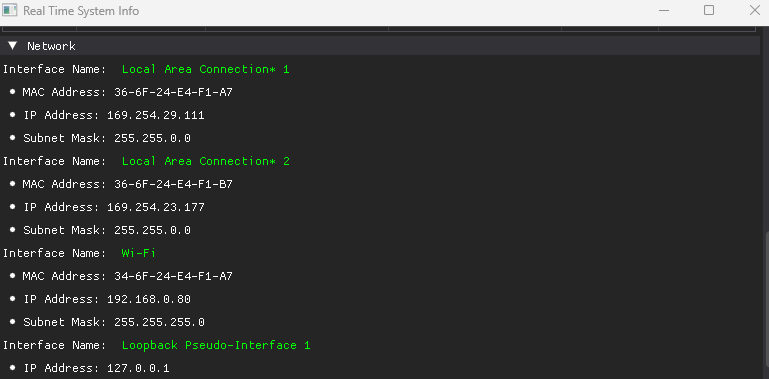 Real Time System Info
Network
Interface Name: Local Area Connection* 1
MAC Address: 36-6F-24-E4-F1-A7
IP Address: 169.254.29.111
Subnet Mask: 255.255.0.0
Interface Name: Local Area Connection* 2
MAC Address: 36-6F-24-E4-F1-B7
IP Address: 169.254.23.177
Subnet Mask: 255.255.0.0
Interface Name: Wi-Fi
MAC Address: 34-6F-24-E4-F1-A7
IP Address: 192.168.0.80
Subnet Mask: 255.255.255.0
Interface Name: Loopback Pseudo-Interface 1
IP Address: 127.0.0.1